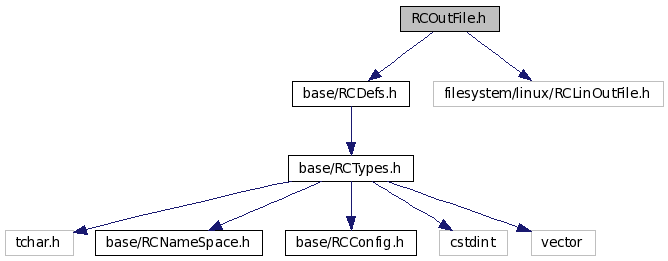 RCOutFile.h
base/RCDefs.h
filesystem/linux/RCLinOutFile.h
base/RCTypes.h
tchar.h
base/RCNameSpace.h
base/RCConfig.h
cstdint
vector